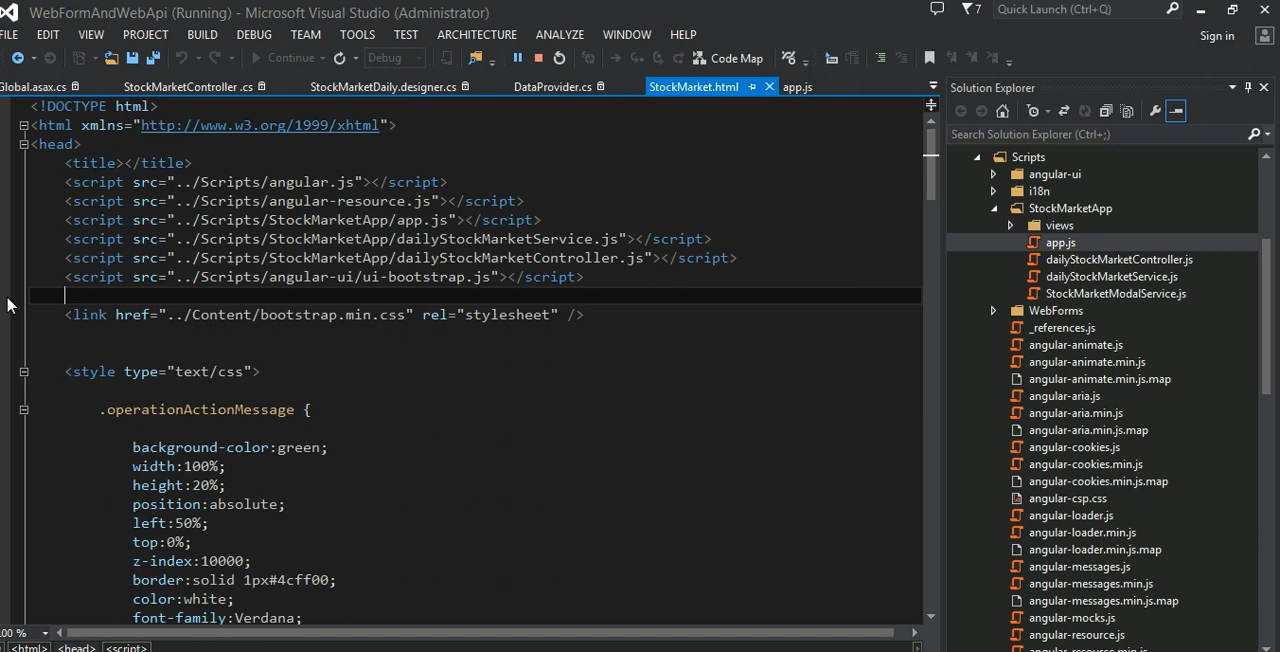 WebFormAndWebApi (Running) - Microsoft Visual Studio (Administrator)
7
Quick Launch (Ctrl+Q)
FILE EDIT VIEW PROJECT BUILD DEBUG TEAM TOOLS TEST ARCHITECTURE ANALYZE WINDOW HELP
Sign in
Continue
Debug
Code Map
Global.asax.cs StockMarketController .cs StockMarketDaily.designer.cs DataProvider.cs StockMarket.html app.js
<!DOCTYPE html>
<html xmlns="http://www.w3.org/1999/xhtml">
<head>
<title></title>
<script src="../Scripts/angular.js"></script>
<script src="../Scripts/angular-resource.js"></script>
<script src="../Scripts/StockMarketApp/app.js"></script>
<script src="../Scripts/StockMarketApp/dailyStockMarketService.js"></script>
<script src="../Scripts/StockMarketApp/dailyStockMarketController.js"></script>
<script src="../Scripts/angular-ui/ui-bootstrap.js"></script>
<link href="../Content/bootstrap.min.css" rel="stylesheet" />
<style type="text/css">
.operationActionMessage {
background-color:green;
width:100%;
height:20%;
position:absolute;
left:50%;
top:0%;
z-index:10000;
border:solid 1px#4cff00;
color:white;
font-family:Verdana;
100 %
<html> <head> <script>
Solution Explorer
Search Solution Explorer (Ctrl+;)
Scripts
angular-ui
i18n
StockMarketApp
views
app.js
dailyStockMarketController.js
dailyStockMarketService.js
StockMarketModalService.js
WebForms
_references.js
angular-animate.js
angular-animate.min.js
angular-animate.min.js.map
angular-aria.js
angular-aria.min.js
angular-aria.min.js.map
angular-cookies.js
angular-cookies.min.js
angular-cookies.min.js.map
angular-csp.css
angular-loader.js
angular-loader.min.js
angular-loader.min.js.map
angular-messages.js
angular-messages.min.js
angular-messages.min.js.map
angular-mocks.js
angular-resource.js
angular-resource.min.js